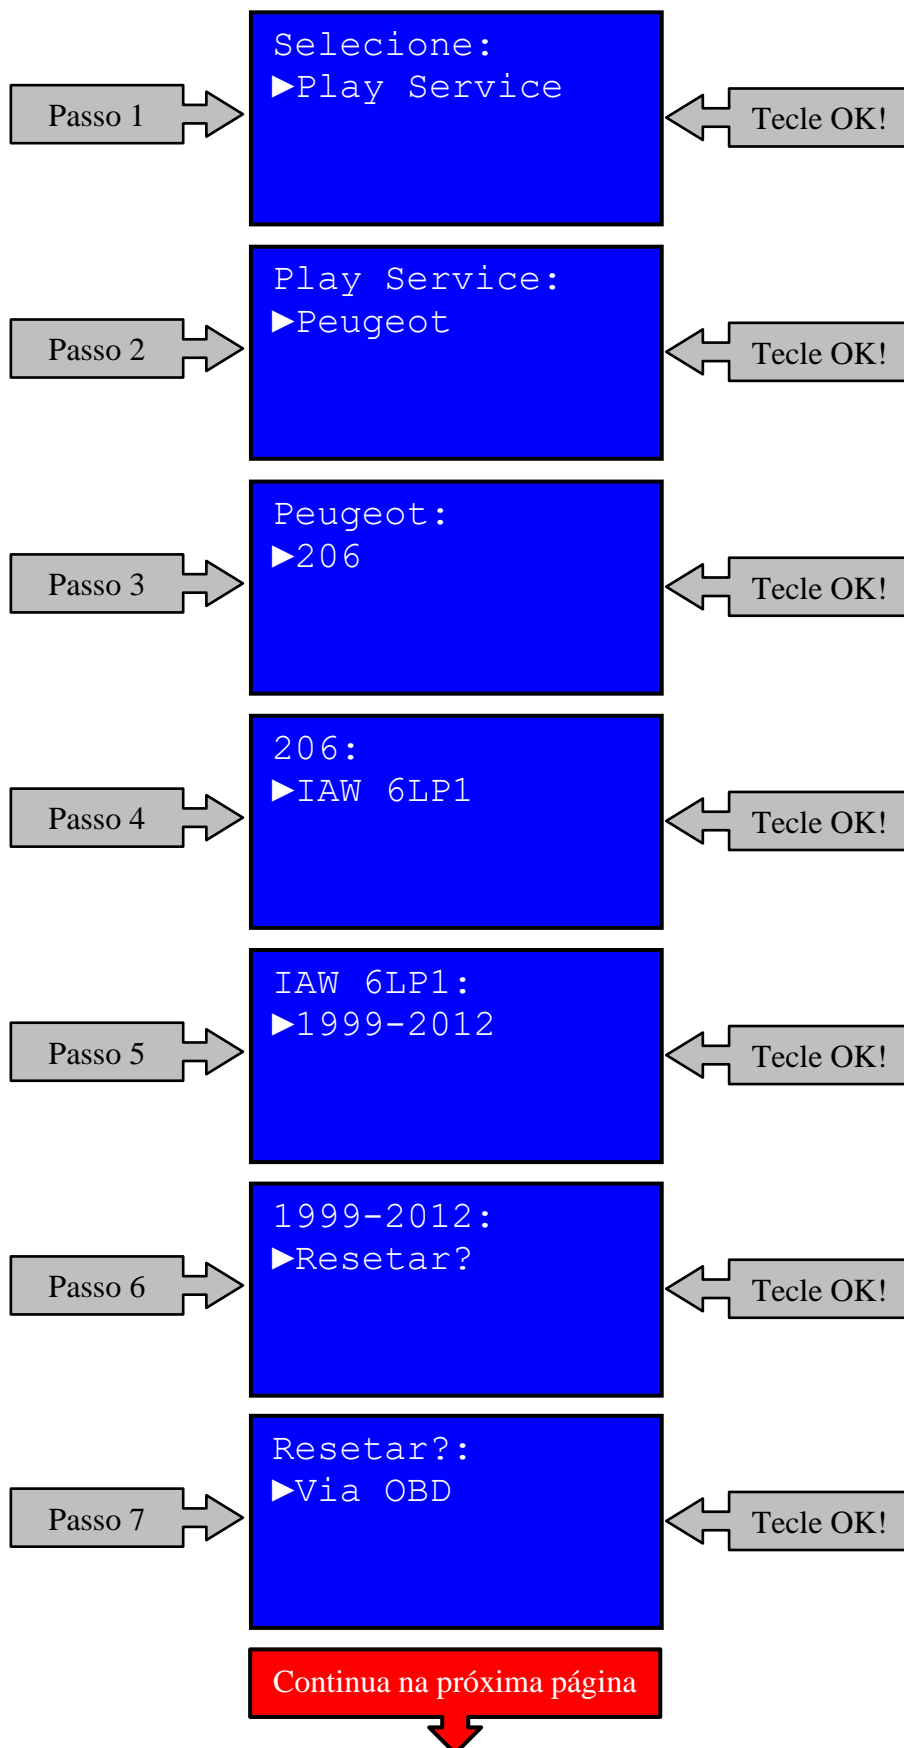 Selecione:
►Play Service
Passo 1
Tecle OK!
Play Service:
►Peugeot
Passo 2
Tecle OK!
Peugeot:
►206
Passo 3
Tecle OK!
206:
►IAW 6LP1
Passo 4
Tecle OK!
IAW 6LP1:
►1999-2012
Passo 5
Tecle OK!
1999-2012:
►Resetar?
Passo 6
Tecle OK!
Resetar?:
►Via OBD
Passo 7
Tecle OK!
Continua na próxima página